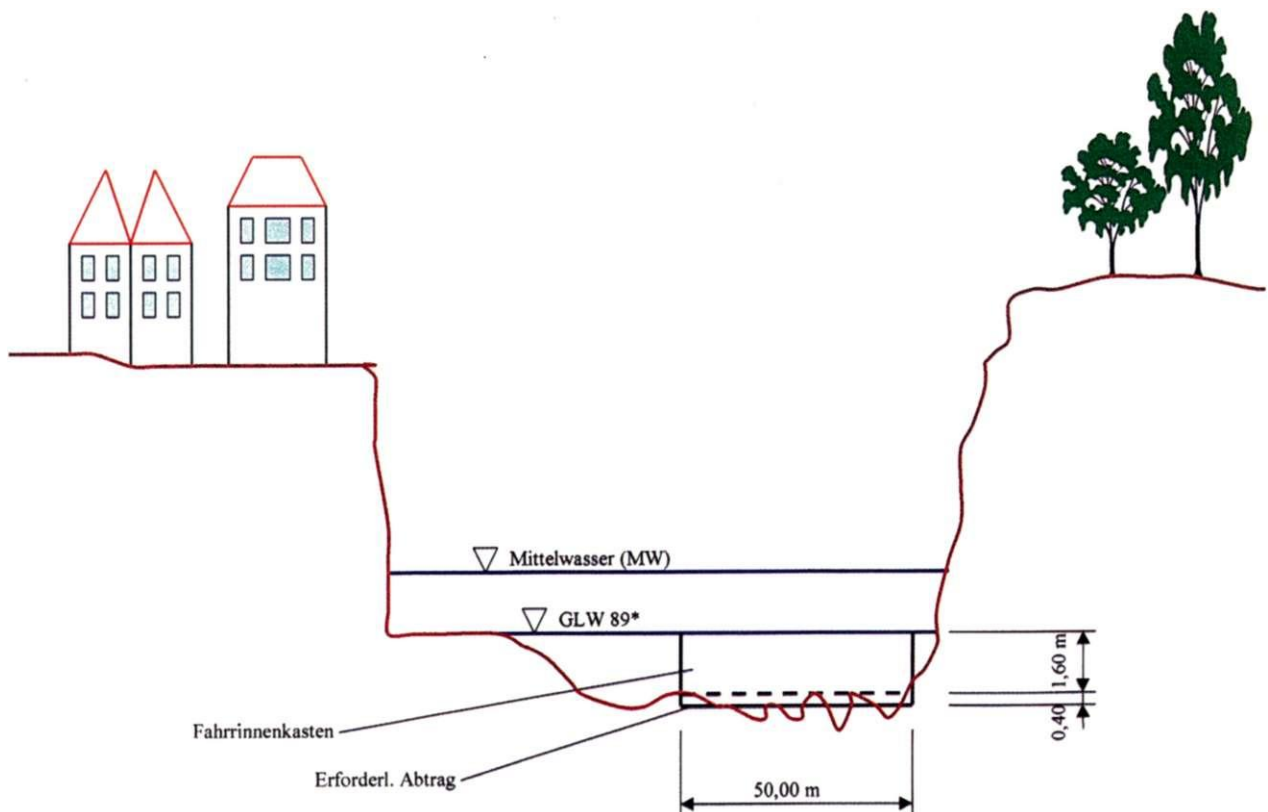 Mittelwasser (MW)
GLW 89*
1,60 m
0,40
Fahrrinnenkasten
Erforderl. Abtrag
50,00 m